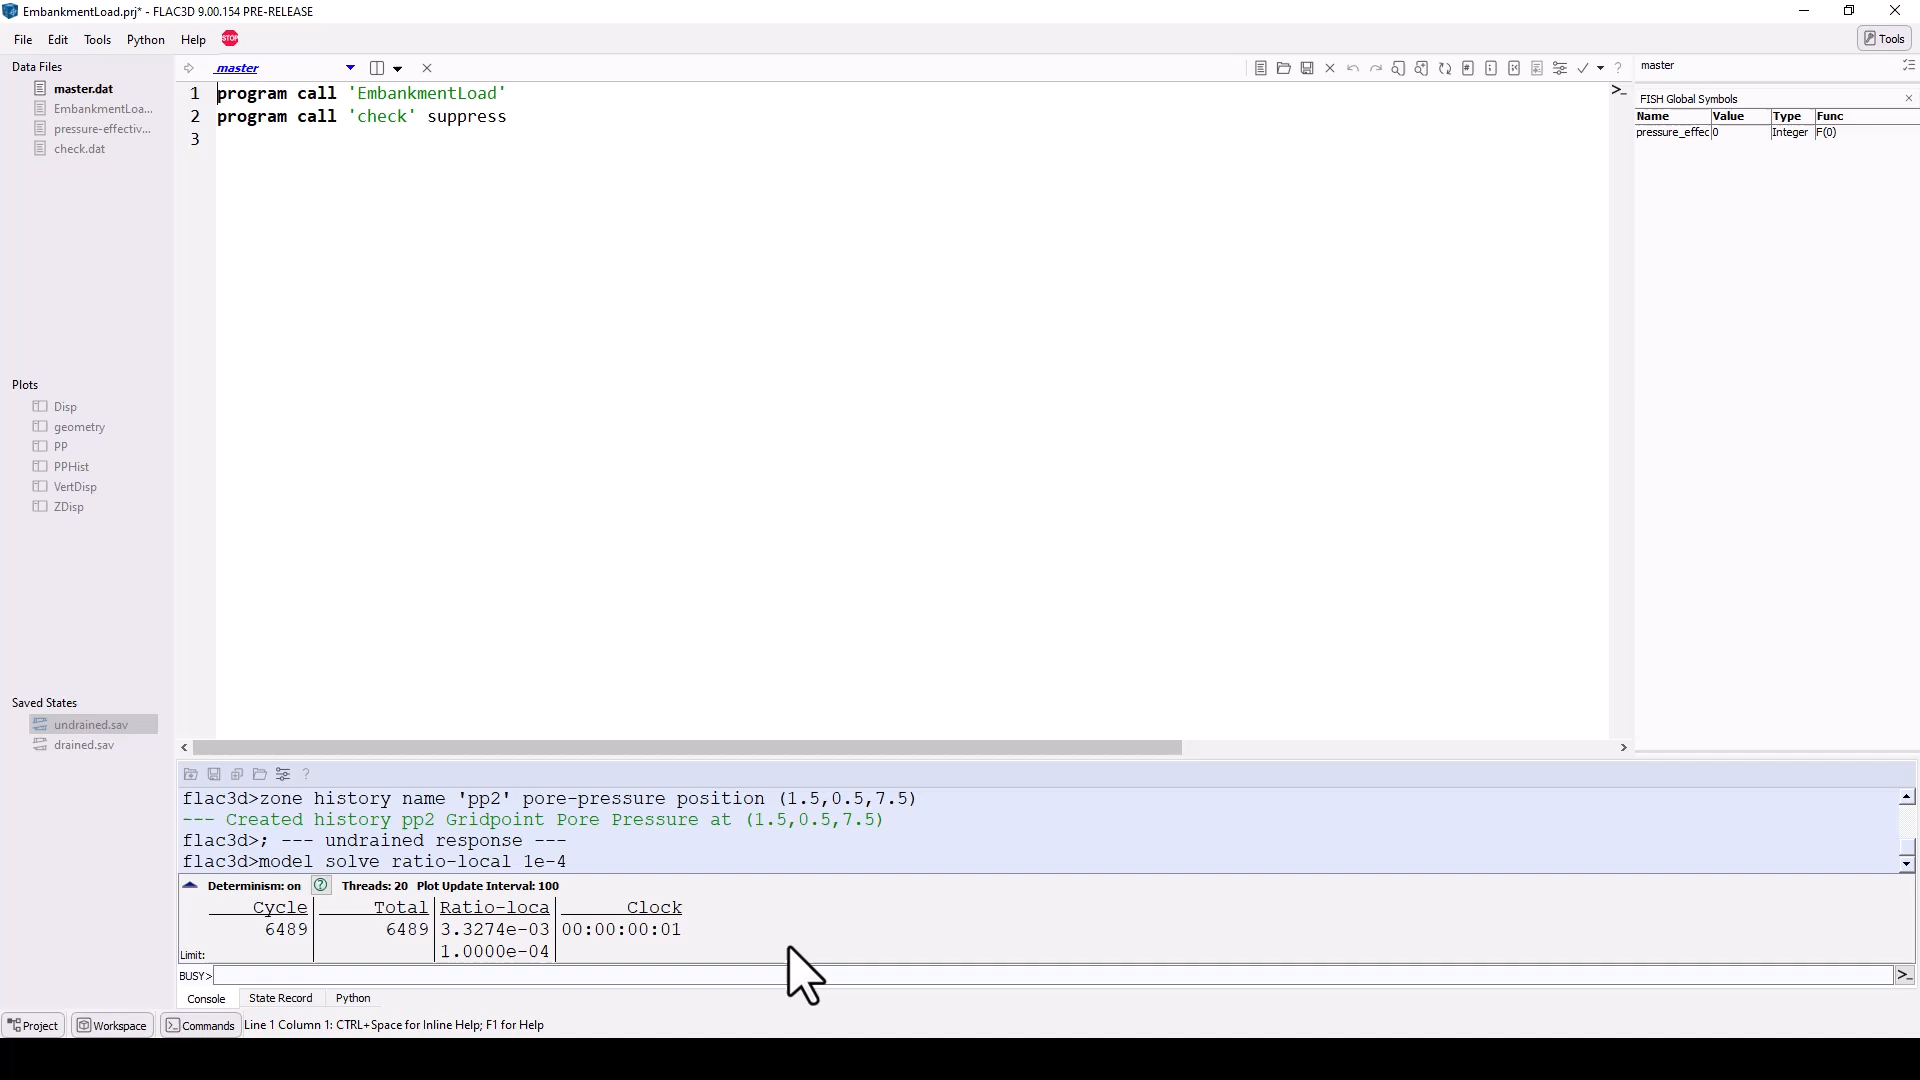 EmbankmentLoad.prj* - FLAC3D 9.00.154 PRE-RELEASE
File Edit Tools Python Help STOP
Tools
Data Files
master
master
master.dat
EmbankmentLoa...
pressure-effectiv...
check.dat
1 program call 'EmbankmentLoad'
2 program call 'check' suppress
3
FISH Global Symbols
Name Value Type Func
pressure_effec 0 Integer F(0)
Plots
Disp
geometry
PP
PPHist
VertDisp
ZDisp
Saved States
undrained.sav
drained.sav
flac3d>zone history name 'pp2' pore-pressure position (1.5,0.5,7.5)
--- Created history pp2 Gridpoint Pore Pressure at (1.5,0.5,7.5)
flac3d>; --- undrained response ---
flac3d>model solve ratio-local 1e-4
Determinism: on ? Threads: 20 Plot Update Interval: 100
Cycle Total Ratio-loca Clock
6489 6489 3.3274e-03 00:00:00:01
Limit: 1.0000e-04
BUSY>
Console State Record Python
Project Workspace Commands Line 1 Column 1: CTRL+Space for Inline Help; F1 for Help